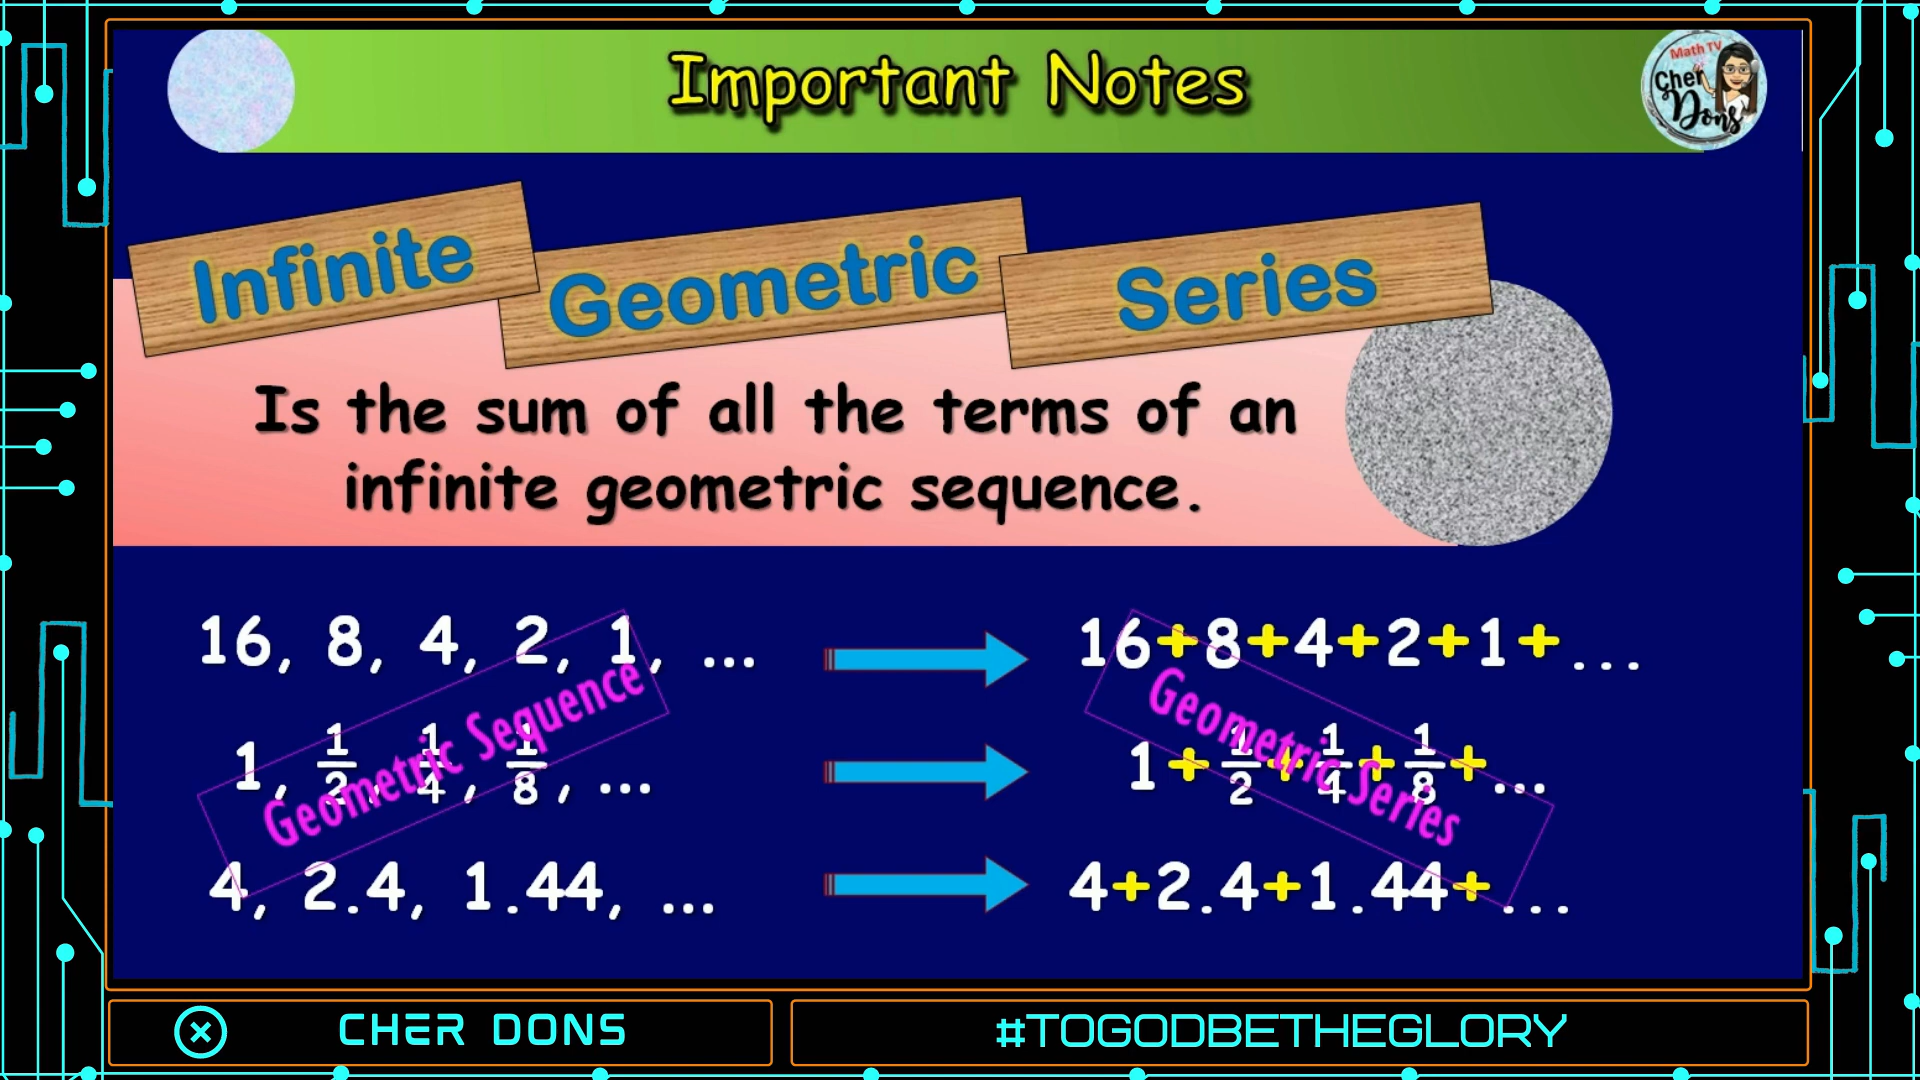 Important Notes
Math TV
Cher
Dons
Infinite Geometric Series
Is the sum of all the terms of an
infinite geometric sequence.
16, 8, 4, 2, 1, ...
16+8+4+2+1+...
Geometric Sequence
Geometric Series
1, 1/2, 1/4, 1/8, ...
1+1/2+1/4+1/8+...
4, 2.4, 1.44, ...
4+2.4+1.44+...
CHER DONS
#TOGODBETHEGLORY